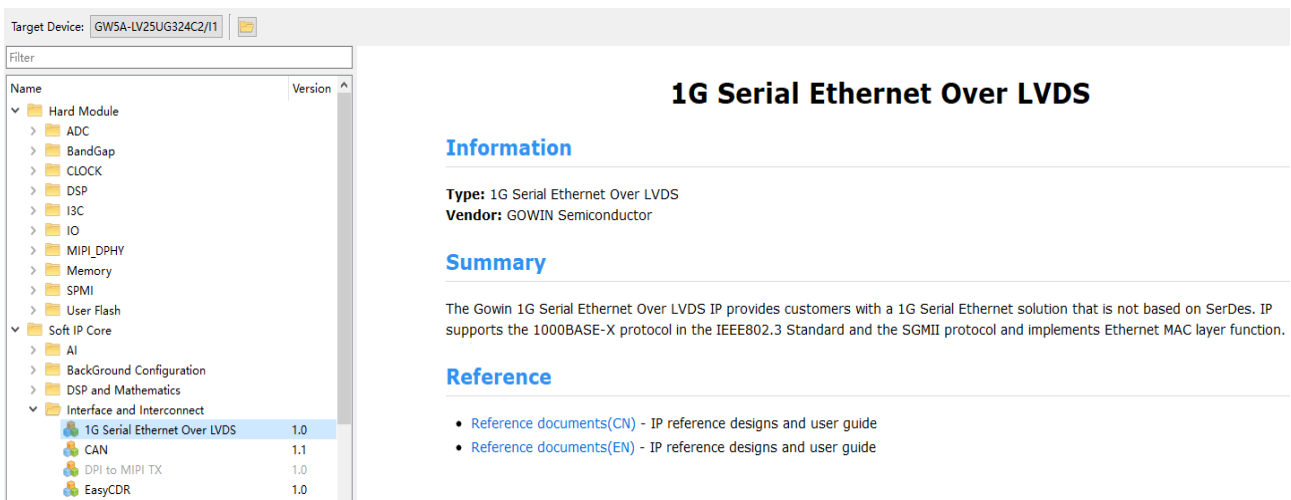 Target Device: GW5A-LV25UG324C2/I1
Filter
Name Version
Hard Module
ADC
BandGap
CLOCK
DSP
I3C
IO
MIPI_DPHY
Memory
SPMI
User Flash
Soft IP Core
AI
BackGround Configuration
DSP and Mathematics
Interface and Interconnect
1G Serial Ethernet Over LVDS 1.0
CAN 1.1
DPI to MIPI TX 1.0
EasyCDR 1.0
1G Serial Ethernet Over LVDS
Information
Type: 1G Serial Ethernet Over LVDS
Vendor: GOWIN Semiconductor
Summary
The Gowin 1G Serial Ethernet Over LVDS IP provides customers with a 1G Serial Ethernet solution that is not based on SerDes. IP
supports the 1000BASE-X protocol in the IEEE802.3 Standard and the SGMII protocol and implements Ethernet MAC layer function.
Reference
• Reference documents(CN) - IP reference designs and user guide
• Reference documents(EN) - IP reference designs and user guide